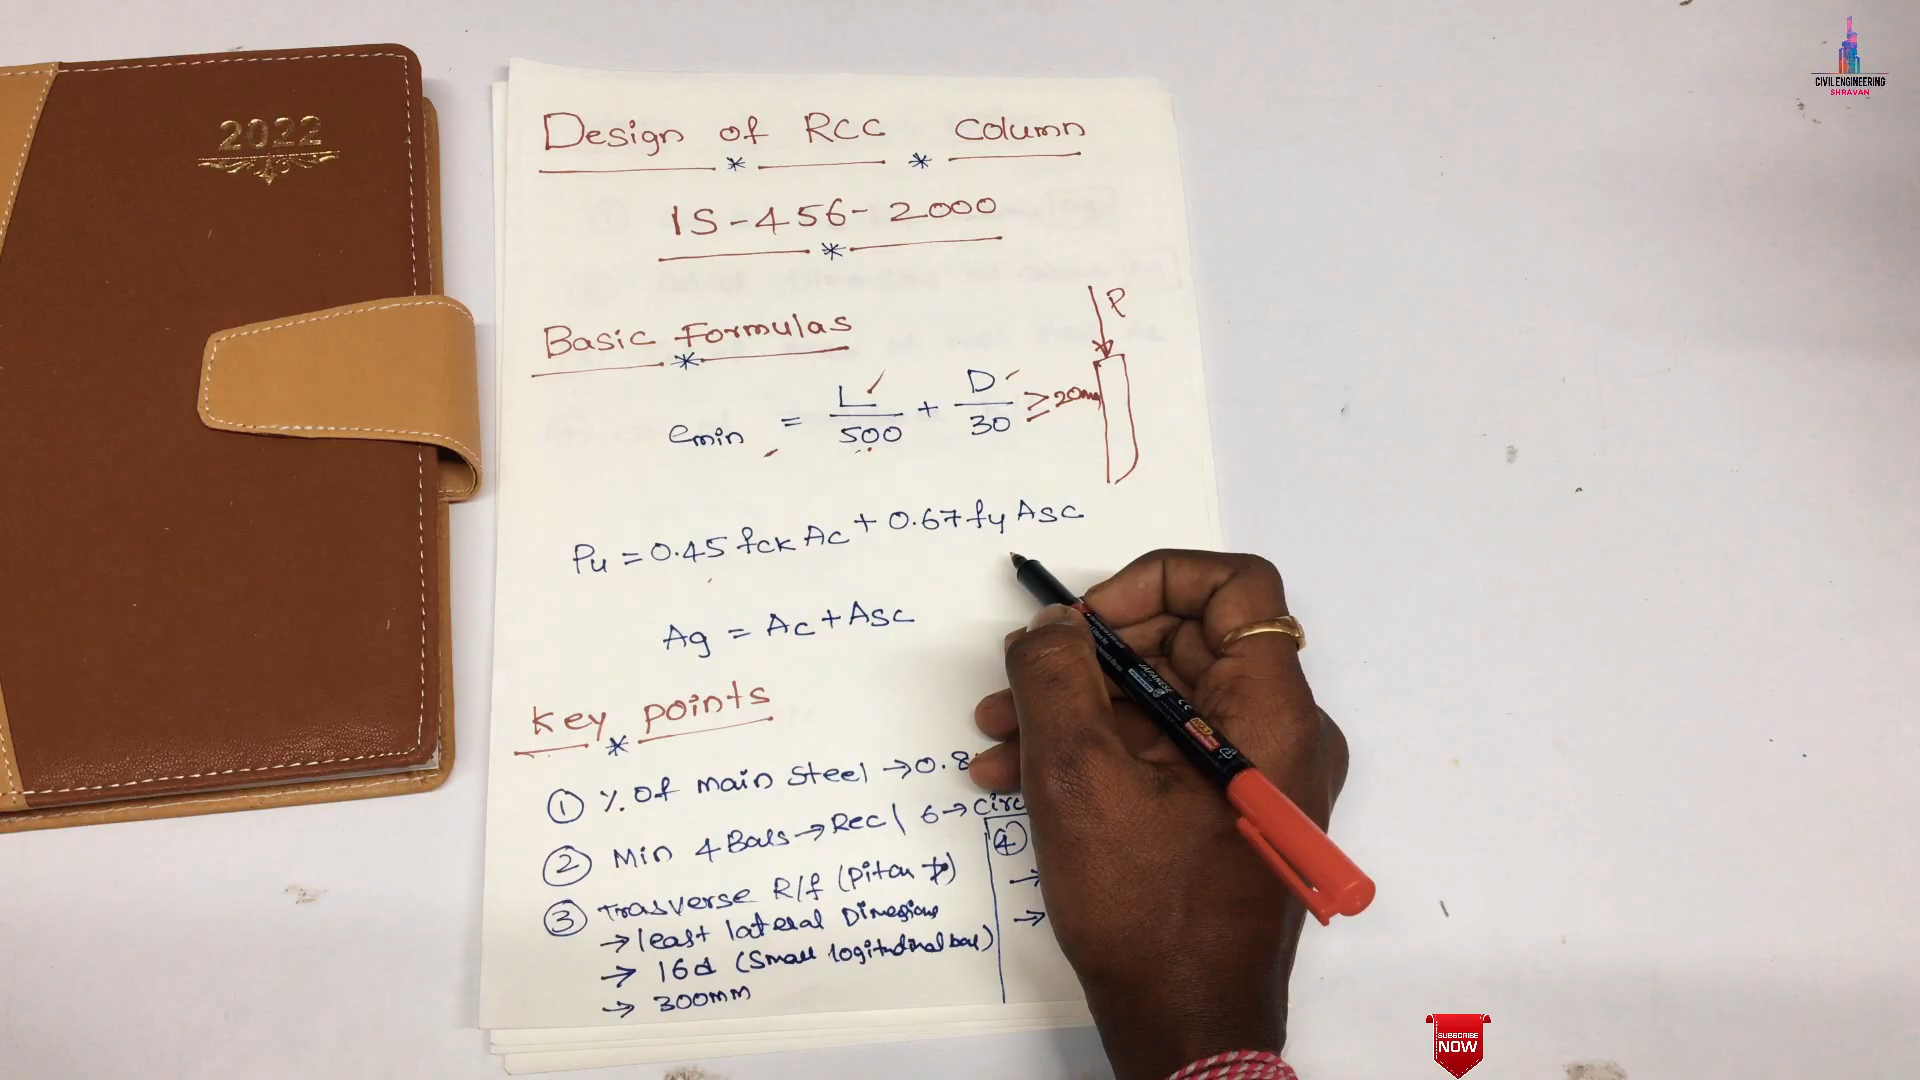 2022
CIVIL ENGINEERING
SHRAVAN
Design of RCC Column
IS-456-2000
Basic Formulas
P
emin = L/500 + D/30 ≥ 20mm
Pu = 0.45 fck Ac + 0.67 fy Asc
Ag = Ac + Asc
Key points
① % Of main Steel → 0.8
② Min 4 Bars → Rec | 6 → Circ
③ Trasverse R/f (Pitch →)
→ least lateral Dimesions
→ 16d (Small logitudinal bar)
→ 300mm
④
→
→
JAPANESE
SUBSCRIBE
NOW